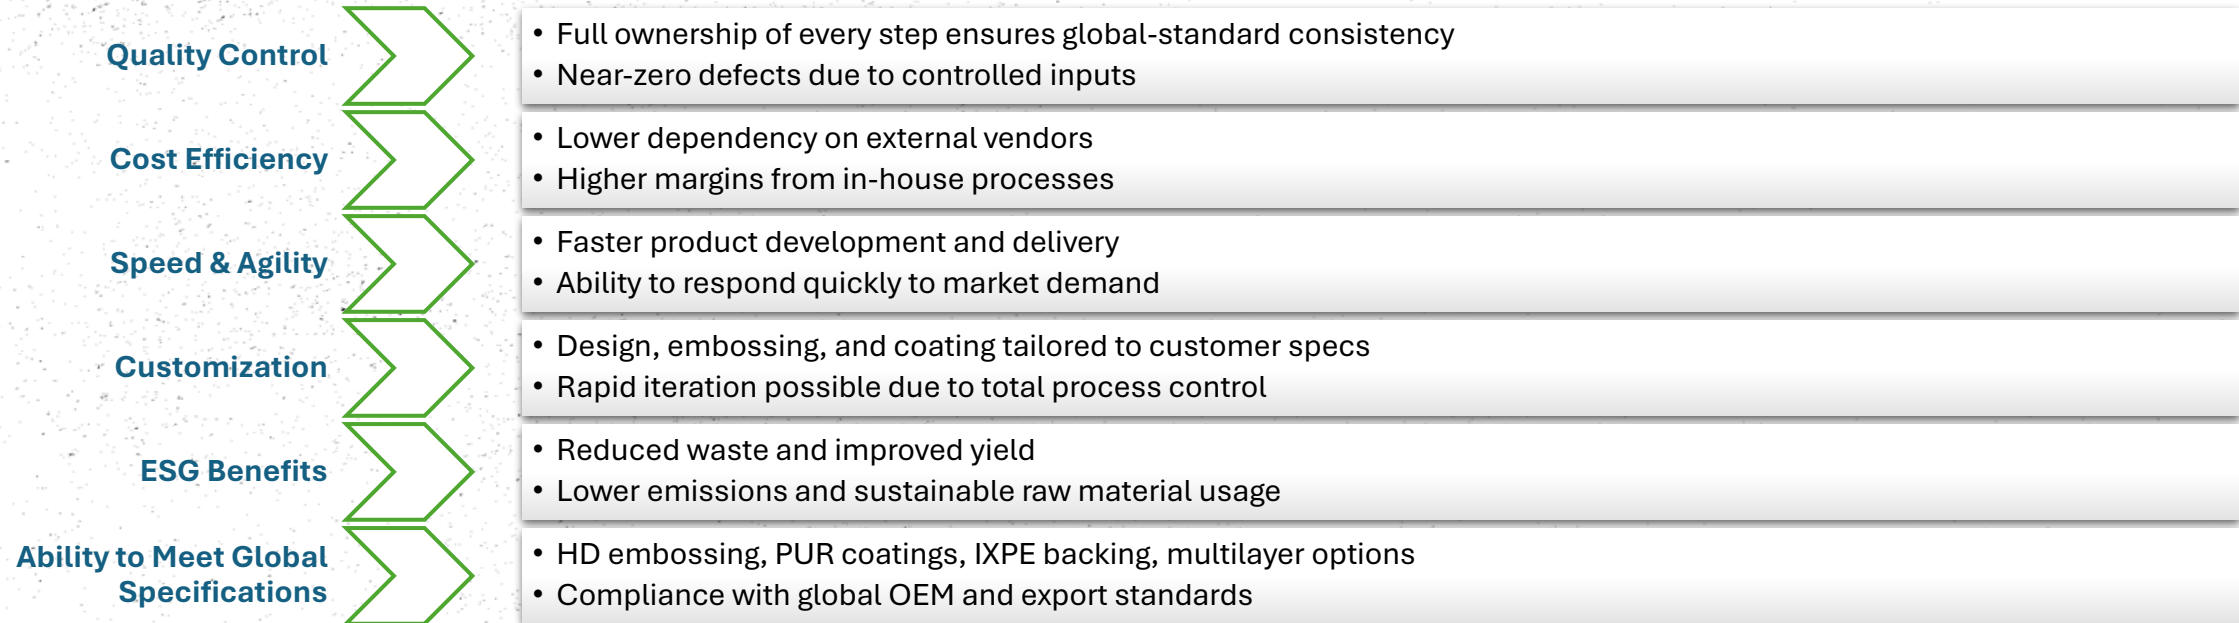 Quality Control
• Full ownership of every step ensures global-standard consistency
• Near-zero defects due to controlled inputs
Cost Efficiency
• Lower dependency on external vendors
• Higher margins from in-house processes
Speed & Agility
• Faster product development and delivery
• Ability to respond quickly to market demand
Customization
• Design, embossing, and coating tailored to customer specs
• Rapid iteration possible due to total process control
ESG Benefits
• Reduced waste and improved yield
• Lower emissions and sustainable raw material usage
Ability to Meet Global
Specifications
• HD embossing, PUR coatings, IXPE backing, multilayer options
• Compliance with global OEM and export standards